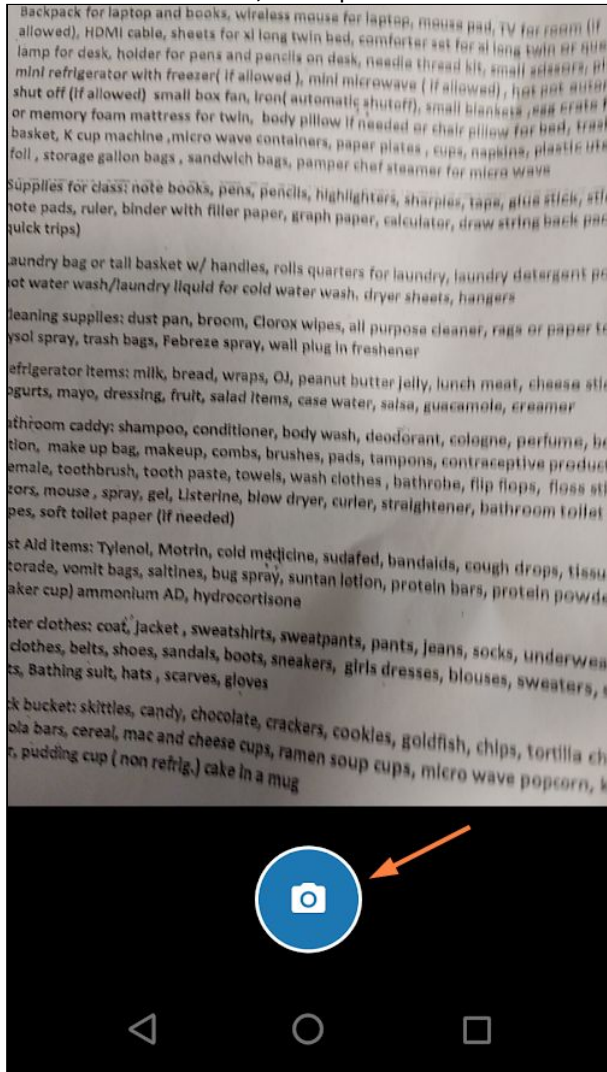 Backpack for laptop and books, wireless mouse for laptop, mouse pad, TV for room (if
allowed), HDMI cable, sheets for xl long twin bed, comforter set for xl long twin or
lamp for desk, holder for pens and pencils on desk, needle thread kit, small scissors,
mini refrigerator with freezer( if allowed ), mini microwave ( if allowed) , hot pot
shut off (if allowed) small box fan, iron( automatic shutoff), small blankets ,egg crate
or memory foam mattress for twin, body pillow if needed or chair pillow for bed,
basket, K cup machine ,micro wave containers, paper plates , cups, napkins, plastic
foil , storage gallon bags , sandwich bags, pamper chef steamer for micro wave
Supplies for class: note books, pens, pencils, highlighters, sharpies, tape, glue stick,
note pads, ruler, binder with filler paper, graph paper, calculator, draw string back
quick trips)
Laundry bag or tall basket w/ handles, rolls quarters for laundry, laundry detergent
hot water wash/laundry liquid for cold water wash. dryer sheets, hangers
Cleaning supplies: dust pan, broom, Clorox wipes, all purpose cleaner, rags or paper
ysol spray, trash bags, Febreze spray, wall plug in freshener
efrigerator items: milk, bread, wraps, OJ, peanut butter jelly, lunch meat, cheese
ogurts, mayo, dressing, fruit, salad items, case water, salsa, guacamole, creamer
athroom caddy: shampoo, conditioner, body wash, deodorant, cologne, perfume,
tion, make up bag, makeup, combs, brushes, pads, tampons, contraceptive
emale, toothbrush, tooth paste, towels, wash clothes , bathrobe, flip flops, floss
zors, mouse , spray, gel, Listerine, blow dryer, curler, straightener, bathroom toilet
pes, soft toilet paper (if needed)
st Aid items: Tylenol, Motrin, cold medicine, sudafed, bandaids, cough drops,
torade, vomit bags, saltines, bug spray, suntan lotion, protein bars, protein
aker cup) ammonium AD, hydrocortisone
ter clothes: coat, jacket , sweatshirts, sweatpants, pants, jeans, socks,
clothes, belts, shoes, sandals, boots, sneakers, girls dresses, blouses, sweaters,
ts, Bathing suit, hats , scarves, gloves
ck bucket: skittles, candy, chocolate, crackers, cookies, goldfish, chips, tortilla
ola bars, cereal, mac and cheese cups, ramen soup cups, micro wave popcorn,
r, pudding cup ( non refrig.) cake in a mug